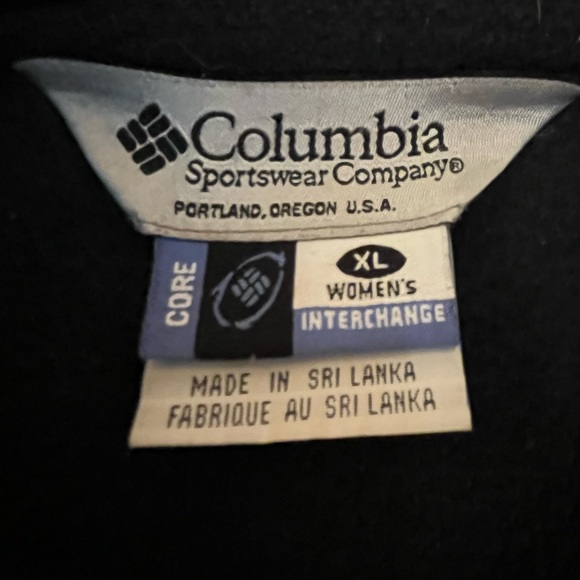 Columbia
Sportswear Company®
PORTLAND, OREGON U.S.A.
CORE
XL
WOMEN'S
INTERCHANGE
MADE IN SRI LANKA
FABRIQUE AU SRI LANKA